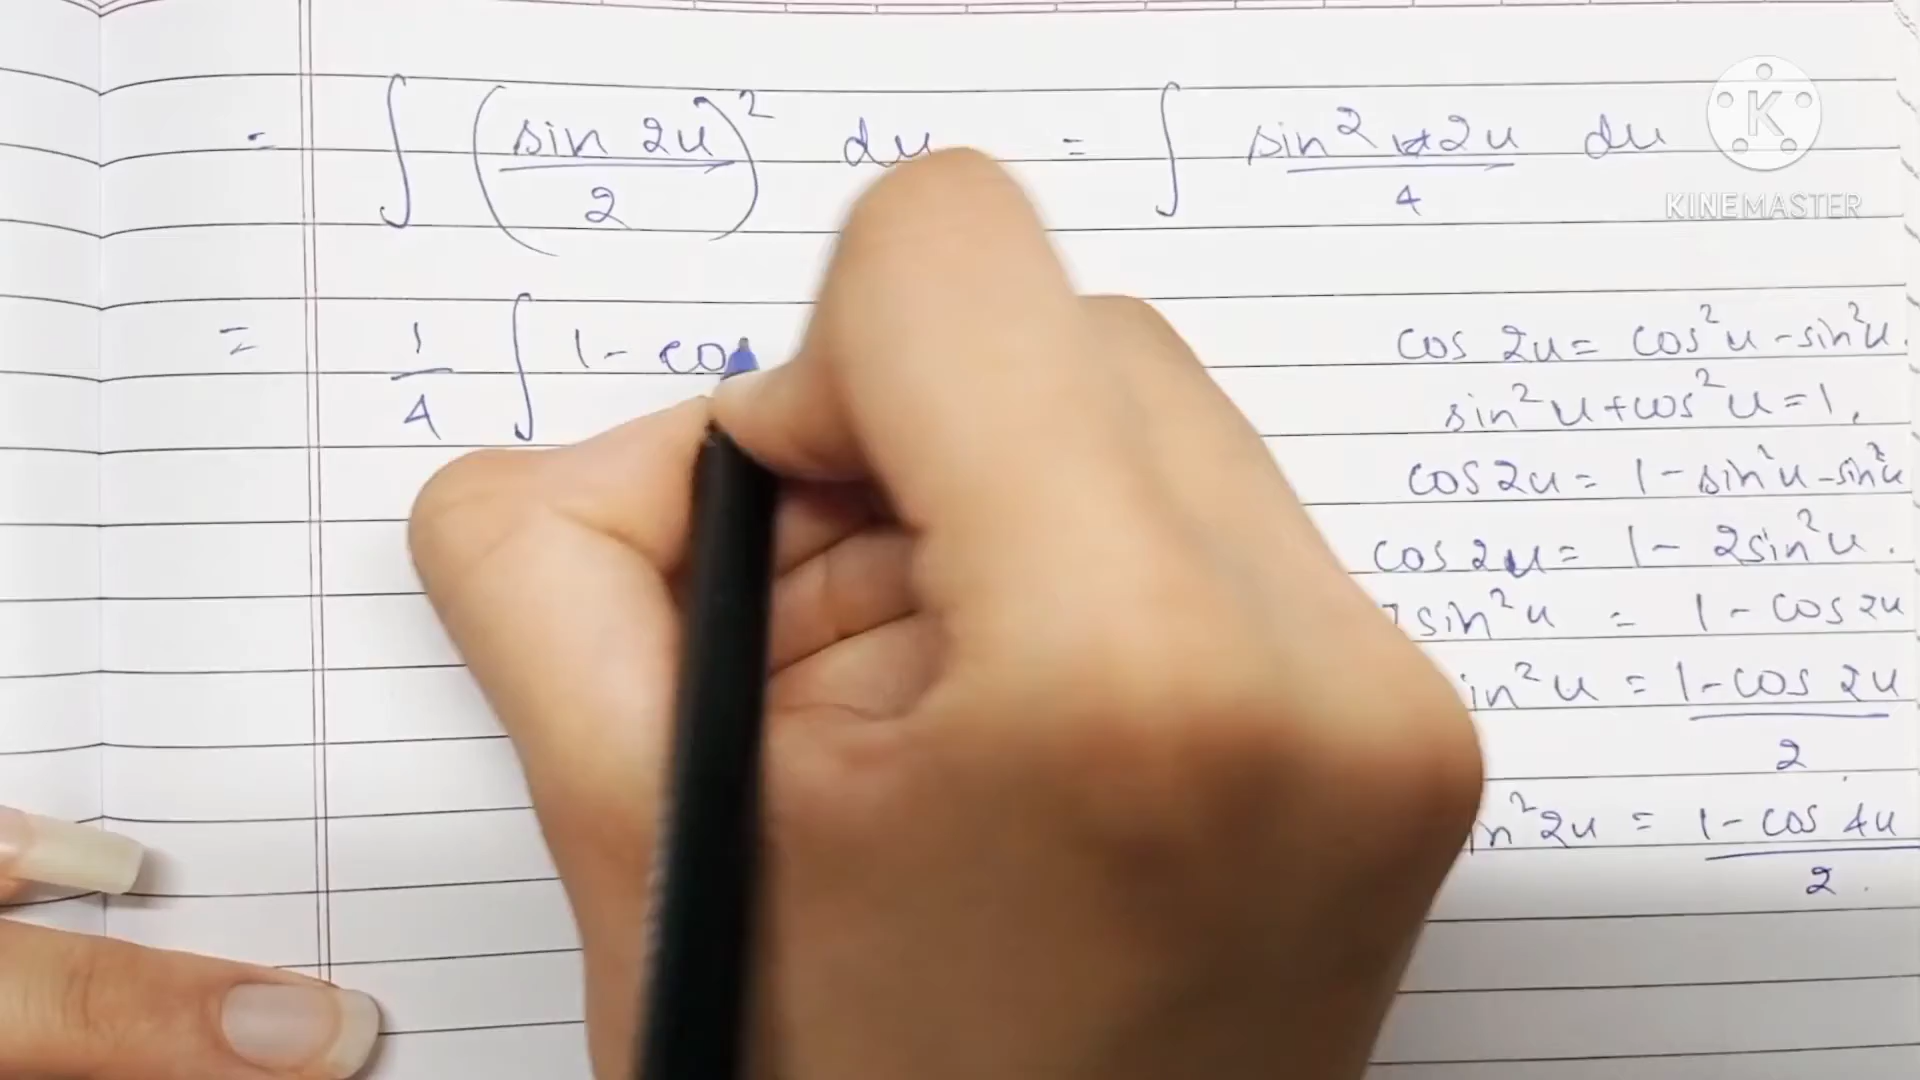 = ∫ (sin 2u / 2)² du = ∫ sin² 2u / 4 du
KINEMASTER
= 1/4 ∫ 1 - co
cos 2u = cos²u - sin²u.
sin²u + cos²u = 1,
cos 2u = 1 - sin²u - sin²u
cos 2u = 1 - 2sin²u.
2sin²u = 1 - cos 2u
in²u = 1 - cos 2u / 2
n²2u = 1 - cos 4u / 2.